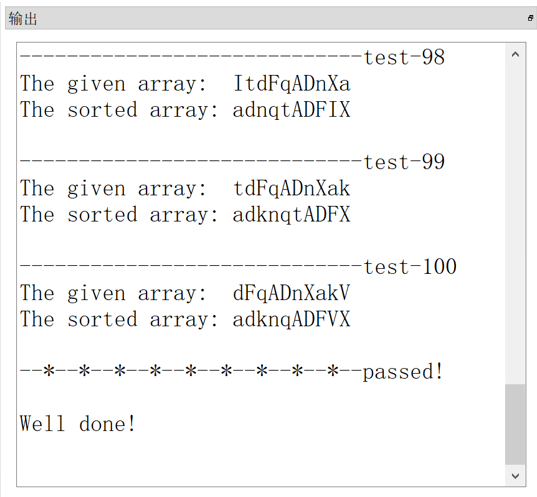 输出
-----------------------------test-98
The given array:  ItdFqADnXa
The sorted array: adnqtADFIX
-----------------------------test-99
The given array:  tdFqADnXak
The sorted array: adknqtADFX
-----------------------------test-100
The given array:  dFqADnXakV
The sorted array: adknqADFVX
--*--*--*--*--*--*--*--*--*--passed!
Well done!